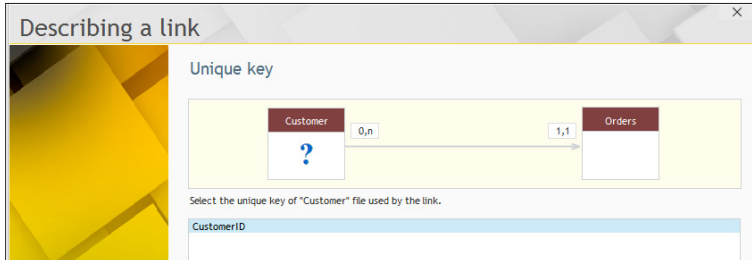 Describing a link
Unique key
Customer
0,n
1,1
Orders
?
Select the unique key of "Customer" file used by the link.
CustomerID